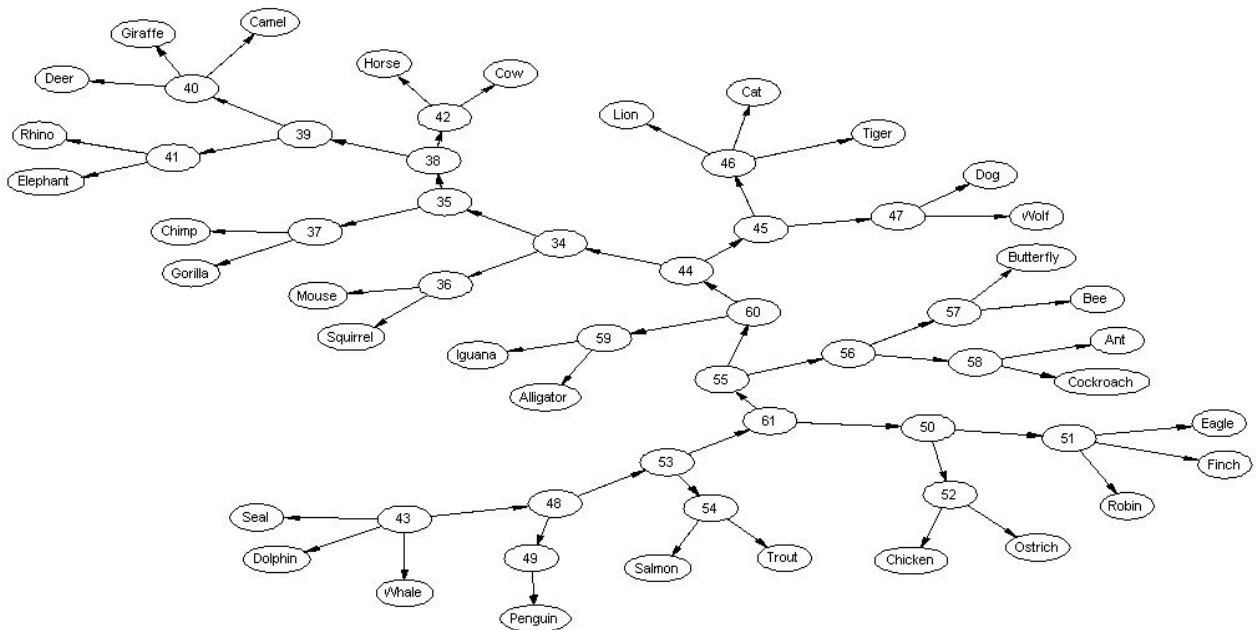 Giraffe
Camel
Deer
40
Horse
Cow
42
Rhino
39
41
38
Elephant
35
Chimp
37
34
Gorilla
Mouse
36
Squirrel
44
Lion
Cat
Tiger
46
Dog
45
47
Wolf
Butterfly
60
57
Bee
59
Iguana
Alligator
56
58
Ant
Cockroach
55
61
50
51
Eagle
Finch
Robin
53
52
Chicken
Ostrich
54
Salmon
Trout
48
43
Seal
Dolphin
Whale
49
Penguin